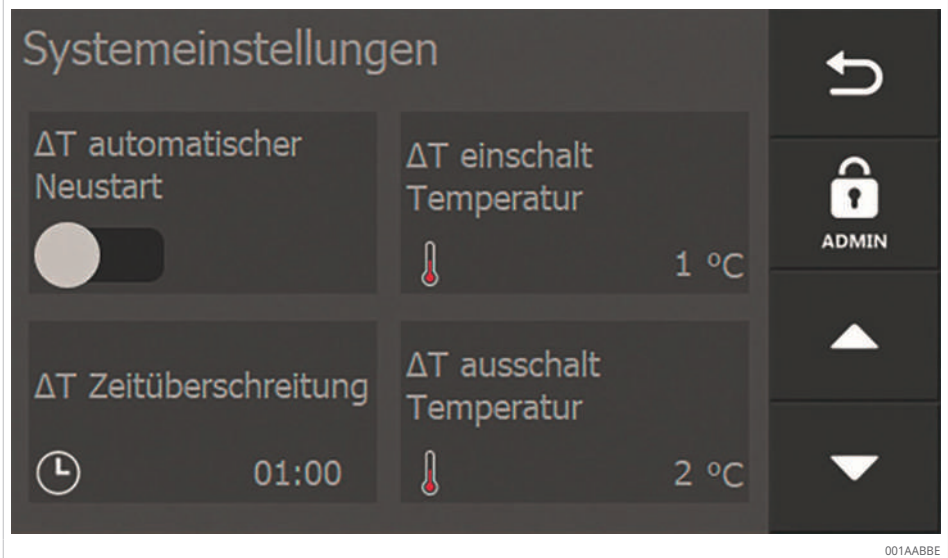 Systemeinstellungen
ΔT automatischer
Neustart
ΔT einschalt
Temperatur
1 °C
ΔT Zeitüberschreitung
01:00
ΔT ausschalt
Temperatur
2 °C
ADMIN
001AABBE